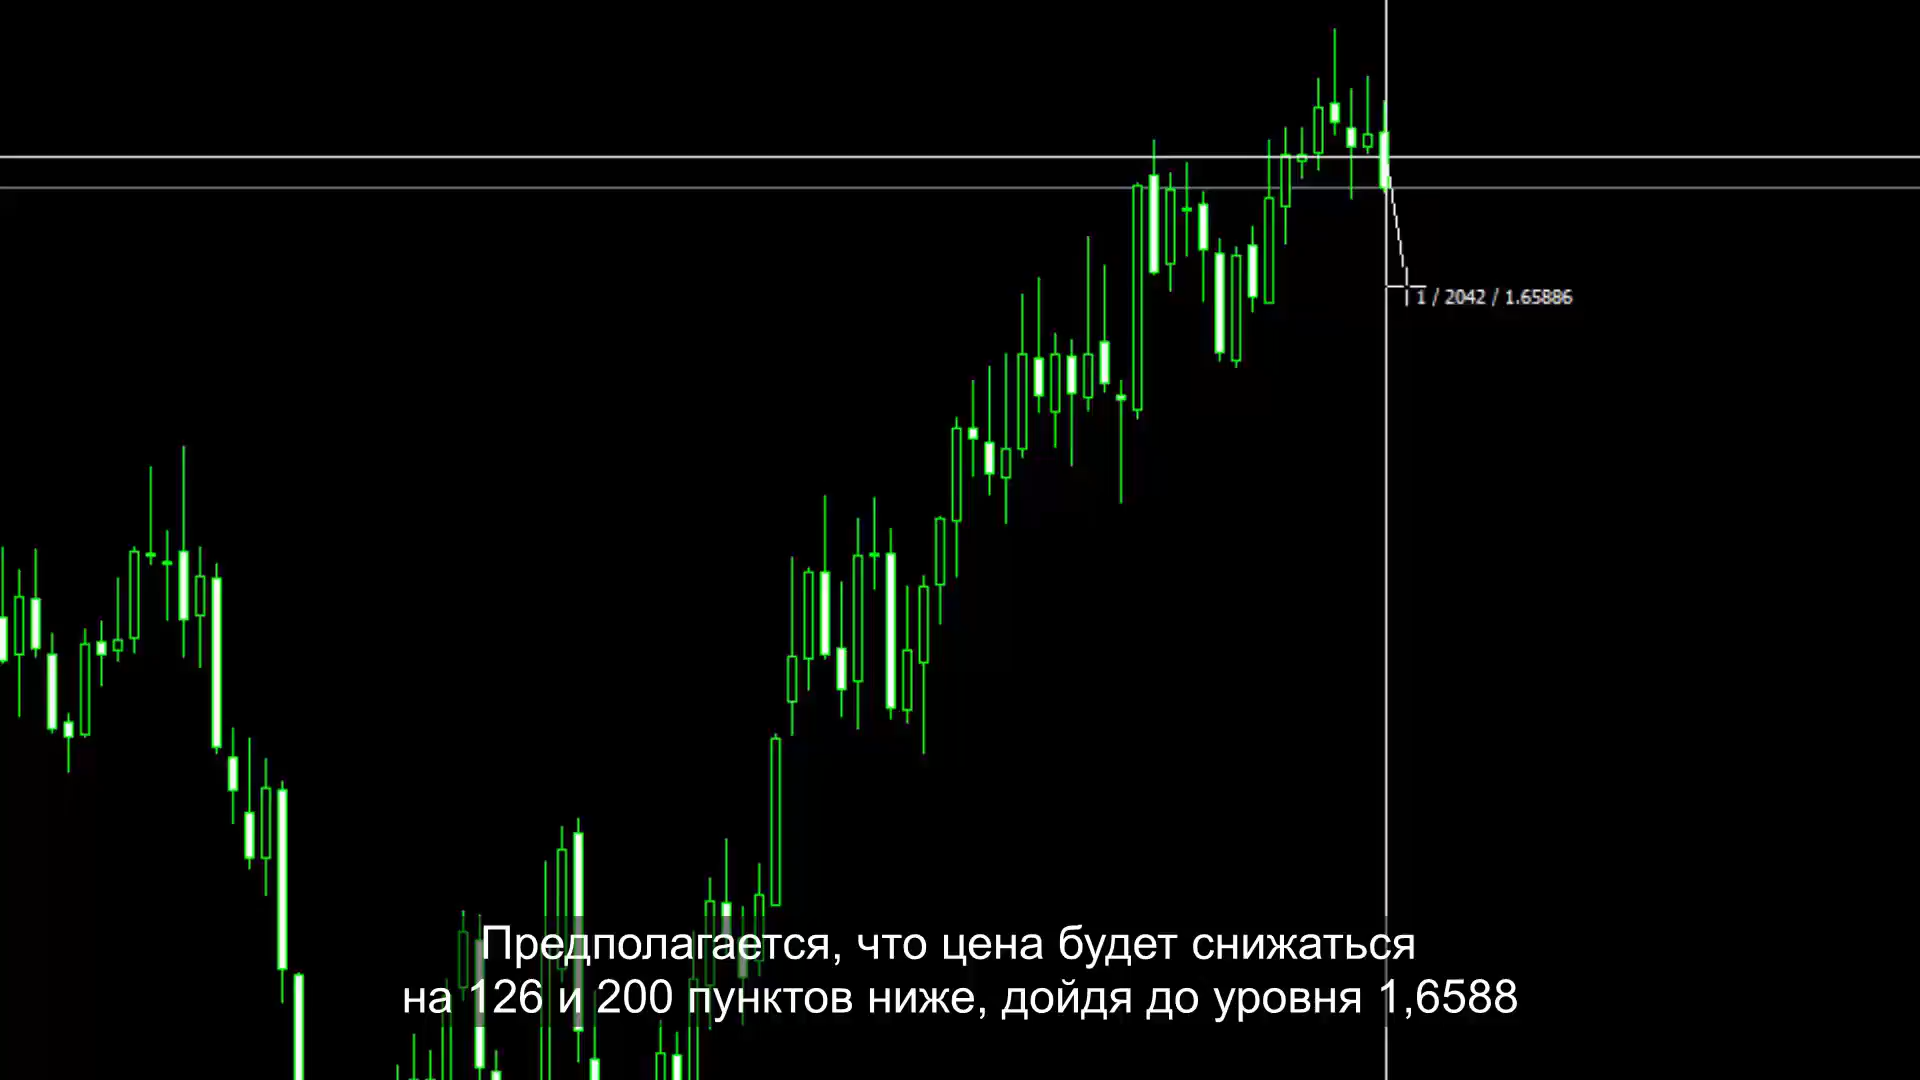 1 / 2042 / 1.65886
Предполагается, что цена будет снижаться
на 126 и 200 пунктов ниже, дойдя до уровня 1,6588